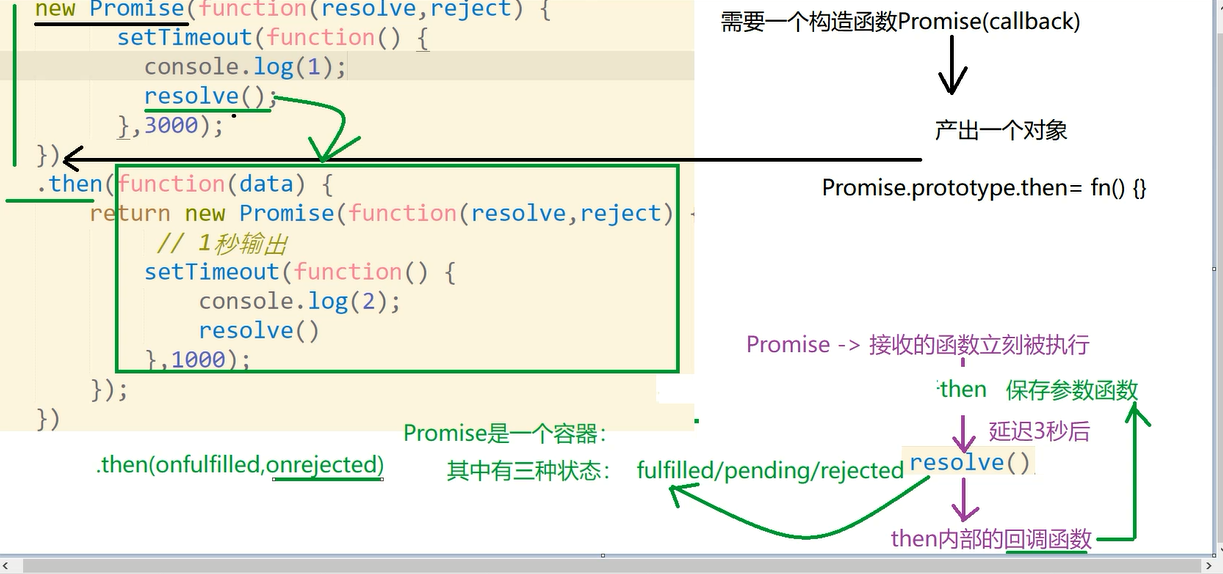 new Promise(function(resolve,reject) {
setTimeout(function() {
console.log(1);
resolve();
},3000);
})
.then(function(data) {
return new Promise(function(resolve,reject) {
// 1秒输出
setTimeout(function() {
console.log(2);
resolve()
},1000);
});
})
.then(onfulfilled,onrejected)
Promise是一个容器:
其中有三种状态: fulfilled/pending/rejected
需要一个构造函数Promise(callback)
产出一个对象
Promise.prototype.then= fn() {}
Promise -> 接收的函数立刻被执行
then 保存参数函数
延迟3秒后
resolve()
then内部的回调函数